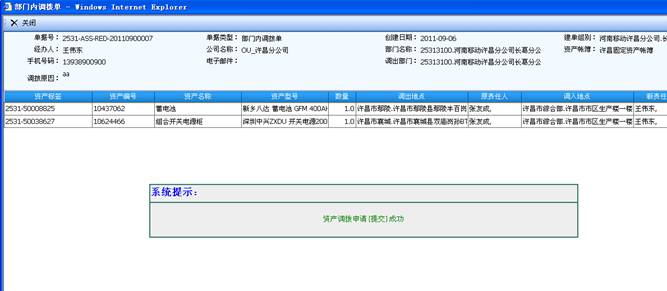 部门内调拨单 - Windows Internet Explorer
关闭
单据号： 2531-ASS-RED-20110900007 单据类型： 部门内调拨单 创建日期： 2011-09-06 建单组别： 河南移动许昌分公司.长
经办人： 王伟东 公司名称： OU_许昌分公司 部门名称： 25313100.河南移动许昌分公司长葛分公 资产帐簿： 许昌固定资产帐簿
手机号码： 13938900900 电子邮件： 调出部门： 25313100.河南移动许昌分公司长葛分公
调拨原因： aa
资产标签 资产编号 资产名称 资产型号 数量 调出地点 原责任人 调入地点 新责任
2531-50008825 10437062 蓄电池 新乡八达 蓄电池 GFM 400AH 1.0 许昌市鄢陵.许昌市鄢陵县鄢陵半百岗 张友成, 许昌市综合部.许昌市市区生产楼一楼 王伟东,
2531-50038627 10624466 组合开关电源柜 深圳中兴ZXDU 开关电源200 1.0 许昌市襄城.许昌市襄城县双庙岗孙BT 张友成, 许昌市综合部.许昌市市区生产楼一楼 王伟东,
系统提示：
资产调拨申请 [提交] 成功